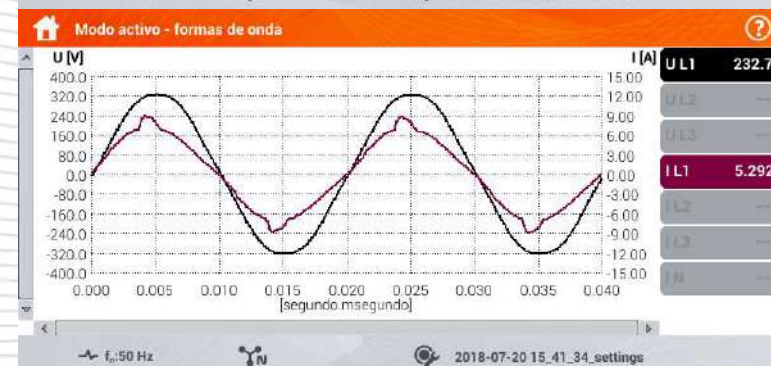 Modo activo - formas de onda
?
U [V] I [A]
400.0 15.00
320.0 12.00
240.0 9.00
160.0 6.00
80.0 3.00
0.0 0.00
-80.0 -3.00
-160.0 -6.00
-240.0 -9.00
-320.0 -12.00
-400.0 -15.00
0.000 0.005 0.010 0.015 0.020 0.025 0.030 0.035 0.040
[segundo.msegundo]
U L1 232.7
U L2 ---
U L3 ---
I L1 5.292
I L2 ---
I L3 ---
I N ---
fn:50 Hz
N
2018-07-20 15_41_34_settings